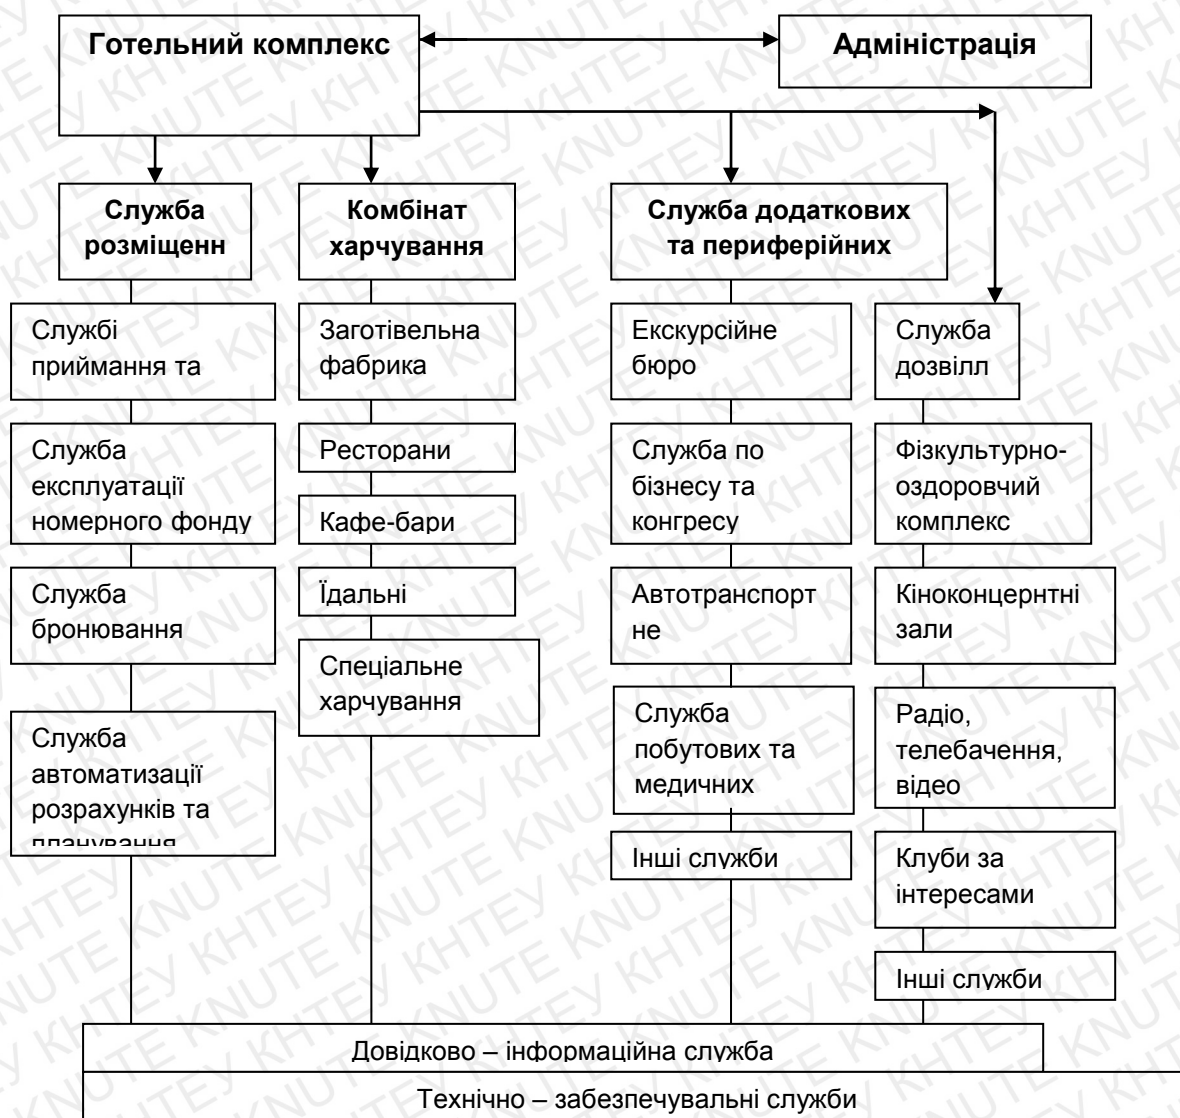 Готельний комплекс
Адміністрація
Служба
розміщенн
Комбінат
харчування
Служба додаткових
та периферійних
Службі
приймання та
Служба
експлуатації
номерного фонду
Служба
бронювання
Служба
автоматизації
розрахунків та
планування
Заготівельна
фабрика
Ресторани
Кафе-бари
Їдальні
Спеціальне
харчування
Екскурсійне
бюро
Служба по
бізнесу та
конгресу
Автотранспорт
не
Служба
побутових та
медичних
Інші служби
Служба
дозвілл
Фізкультурно-
оздоровчий
комплекс
Кіноконцернтні
зали
Радіо,
телебачення,
відео
Клуби за
інтересами
Інші служби
Довідково – інформаційна служба
Технічно – забезпечувальні служби